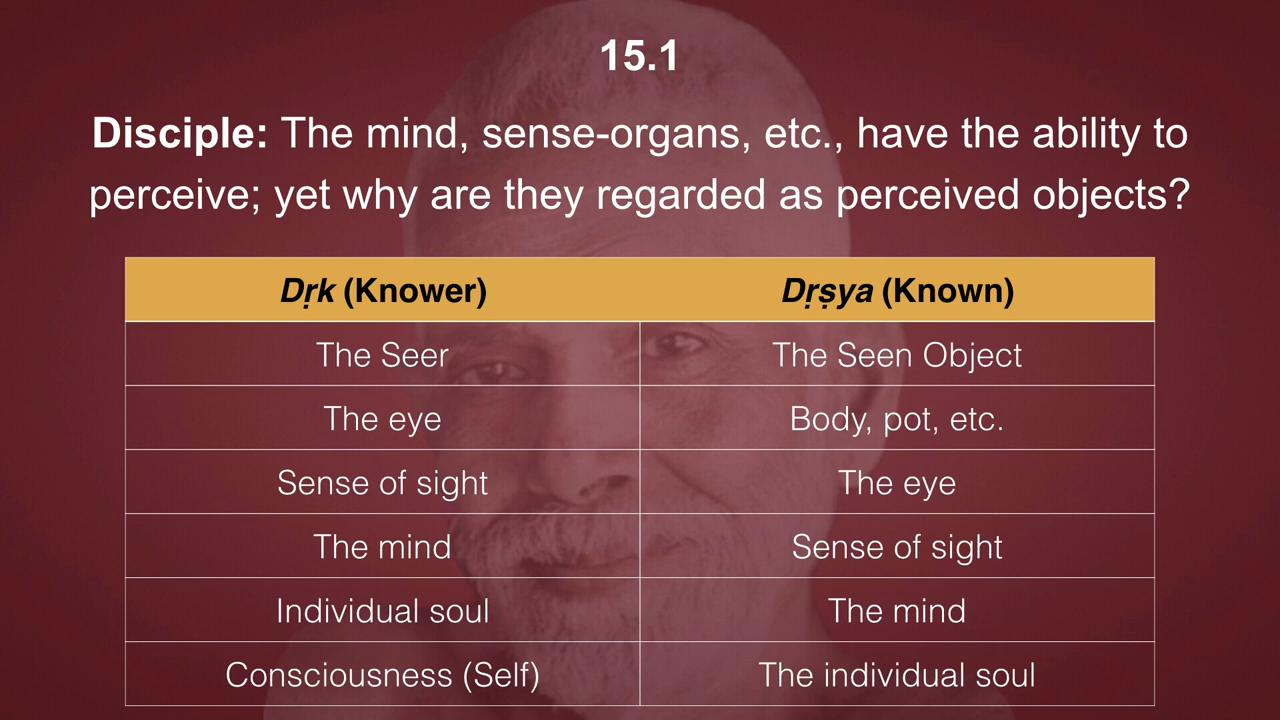 15.1
Disciple: The mind, sense-organs, etc., have the ability to
perceive; yet why are they regarded as perceived objects?
Dṛk (Knower) Dṛṣya (Known)
The Seer The Seen Object
The eye Body, pot, etc.
Sense of sight The eye
The mind Sense of sight
Individual soul The mind
Consciousness (Self) The individual soul